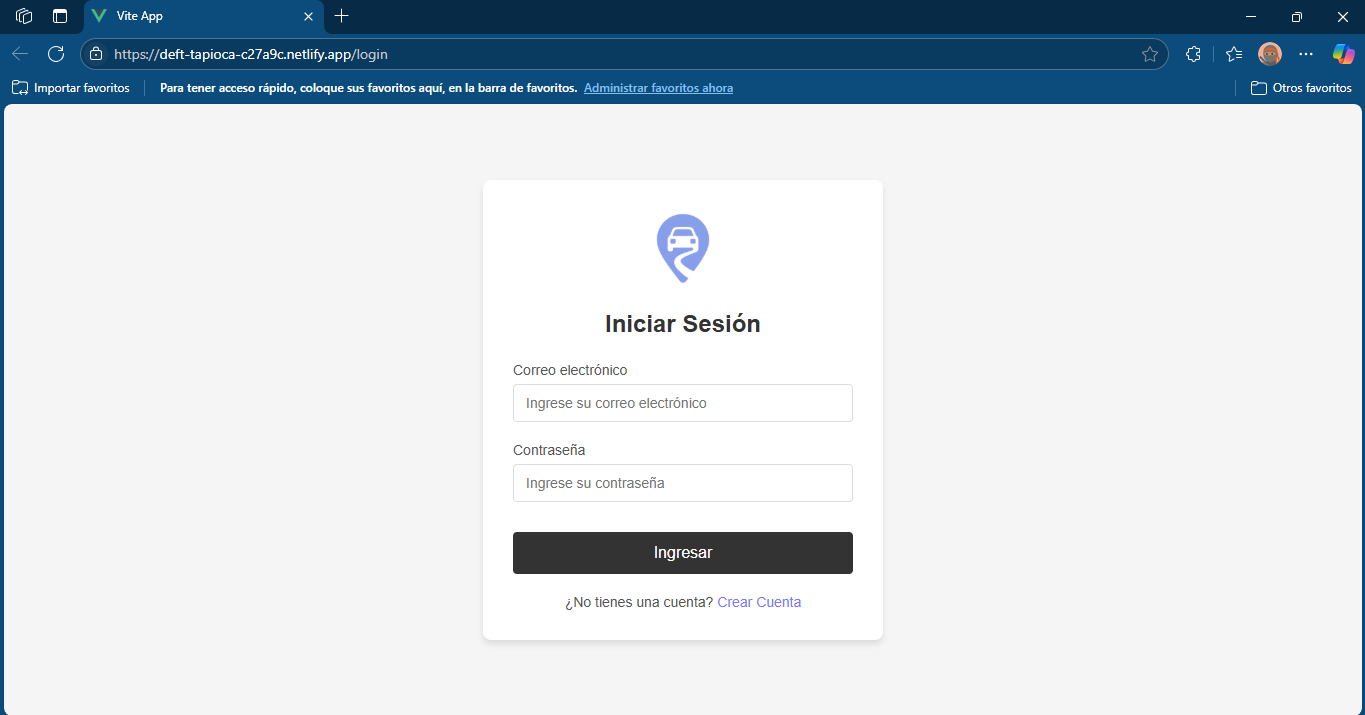 Vite App
https://deft-tapioca-c27a9c.netlify.app/login
Importar favoritos
Para tener acceso rápido, coloque sus favoritos aquí, en la barra de favoritos. Administrar favoritos ahora
Otros favoritos
Iniciar Sesión
Correo electrónico
Ingrese su correo electrónico
Contraseña
Ingrese su contraseña
Ingresar
¿No tienes una cuenta? Crear Cuenta